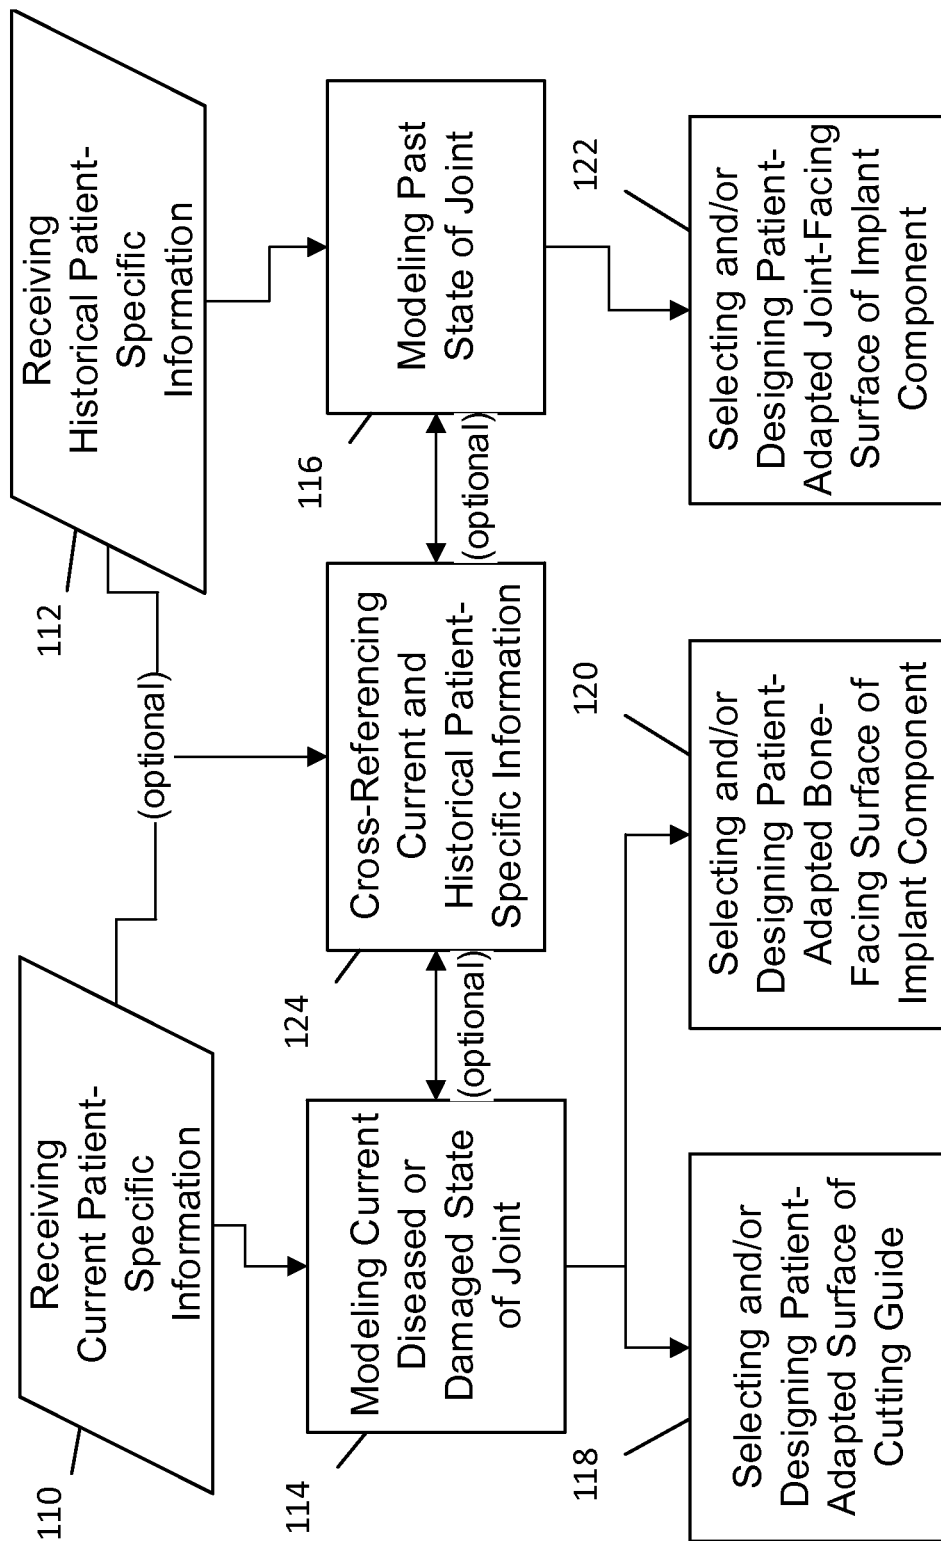 110
Receiving
Current Patient-
Specific
Information
(optional)
112
Receiving
Historical Patient-
Specific
Information
114
Modeling Current
Diseased or
Damaged State
of Joint
(optional)
124
Cross-Referencing
Current and
Historical Patient-
Specific Information
(optional)
116
Modeling Past
State of Joint
118
Selecting and/or
Designing Patient-
Adapted Surface of
Cutting Guide
120
Selecting and/or
Designing Patient-
Adapted Bone-
Facing Surface of
Implant Component
122
Selecting and/or
Designing Patient-
Adapted Joint-Facing
Surface of Implant
Component